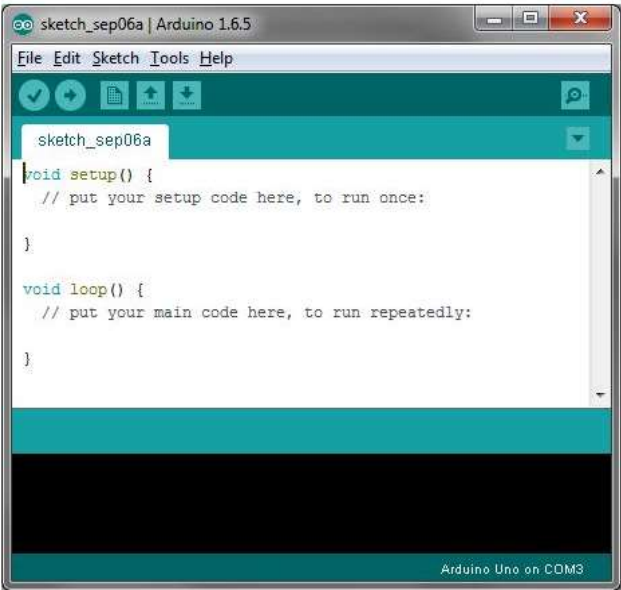 sketch_sep06a | Arduino 1.6.5
File Edit Sketch Tools Help
sketch_sep06a
void setup() {
  // put your setup code here, to run once:
}
void loop() {
  // put your main code here, to run repeatedly:
}
Arduino Uno on COM3